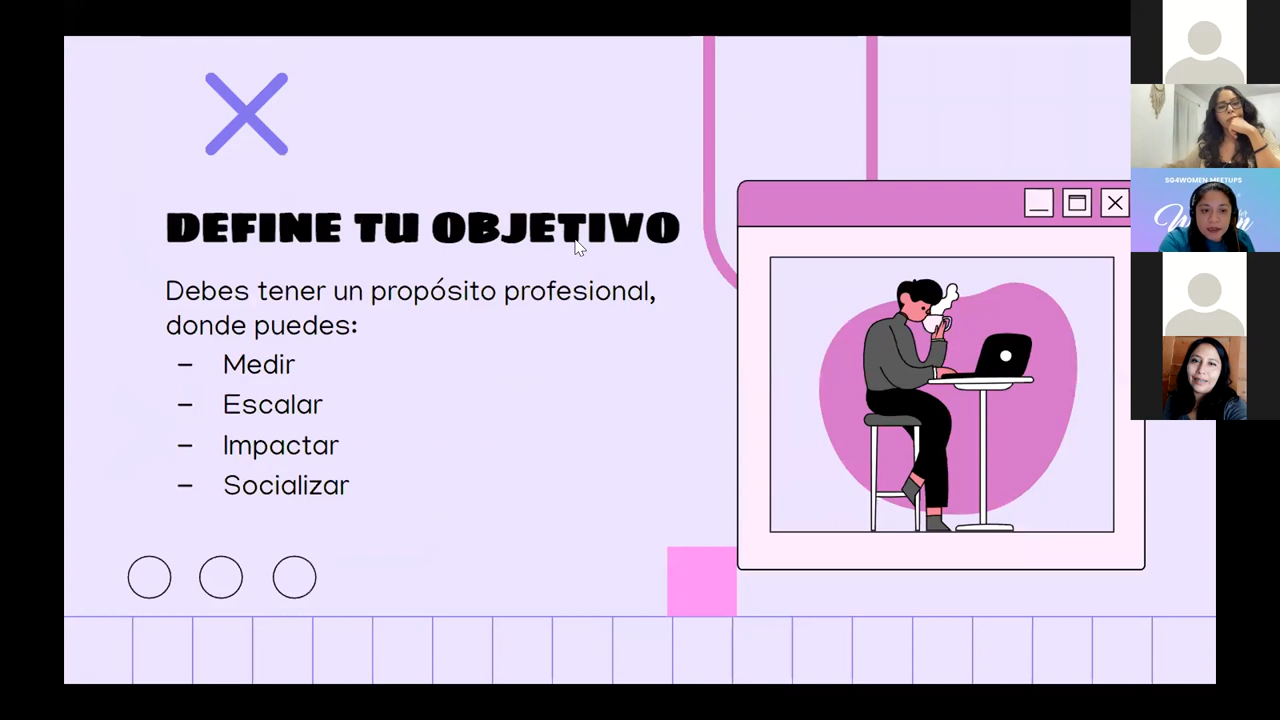 DEFINE TU OBJETIVO
Debes tener un propósito profesional,
donde puedes:
– Medir
– Escalar
– Impactar
– Socializar
SG4WOMEN MEETUPS